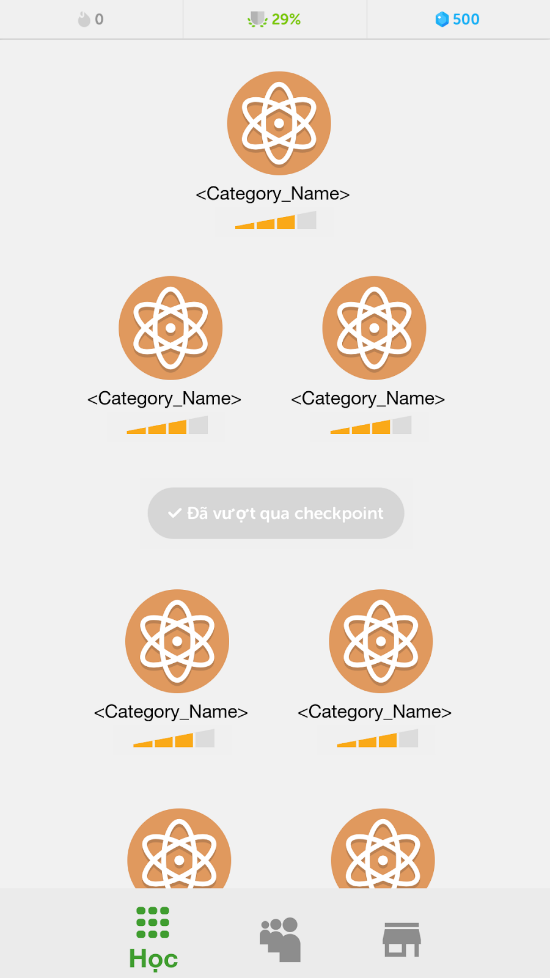 0
29%
500
<Category_Name>
<Category_Name>
<Category_Name>
Đã vượt qua checkpoint
<Category_Name>
<Category_Name>
Học